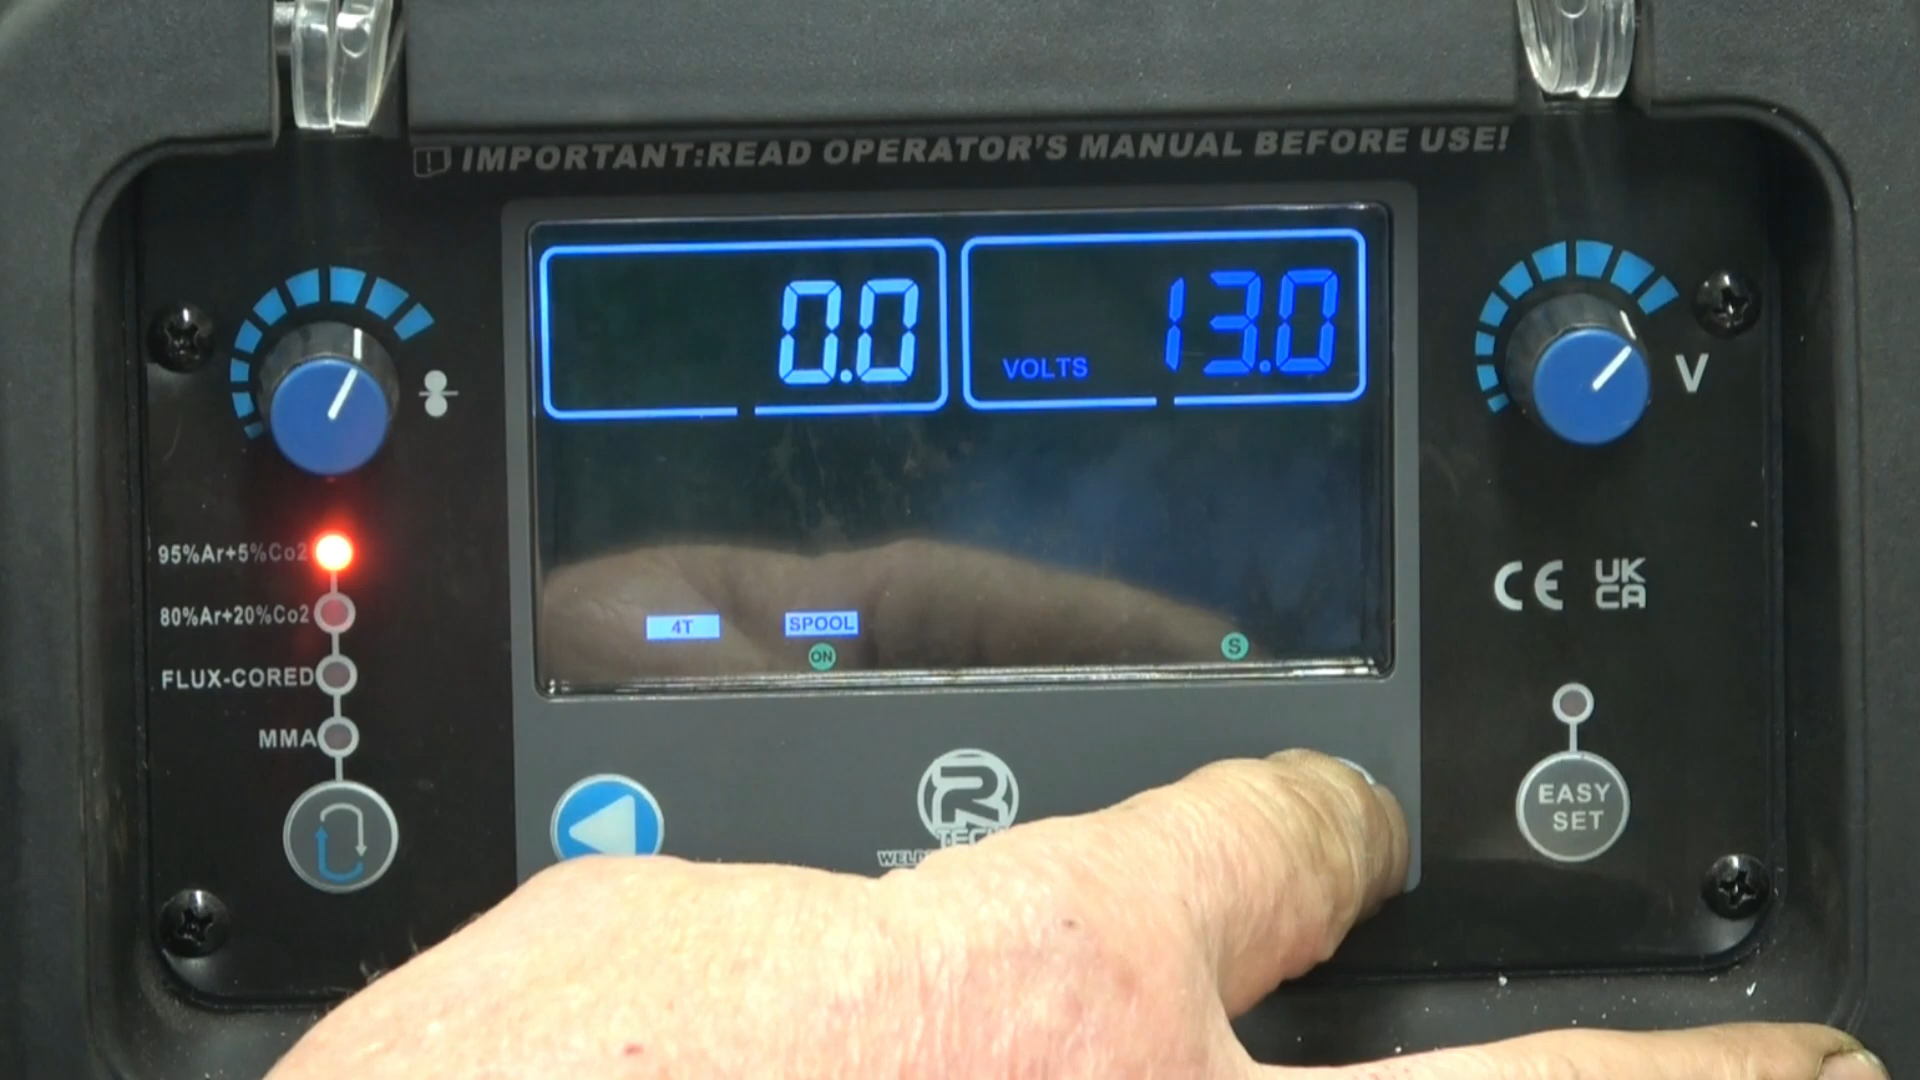 IMPORTANT:READ OPERATOR'S MANUAL BEFORE USE!
0.0
VOLTS 13.0
V
95%Ar+5%Co2
80%Ar+20%Co2
FLUX-CORED
MMA
4T
SPOOL
ON
S
CE
UK
CA
R
TECH
EASY
SET